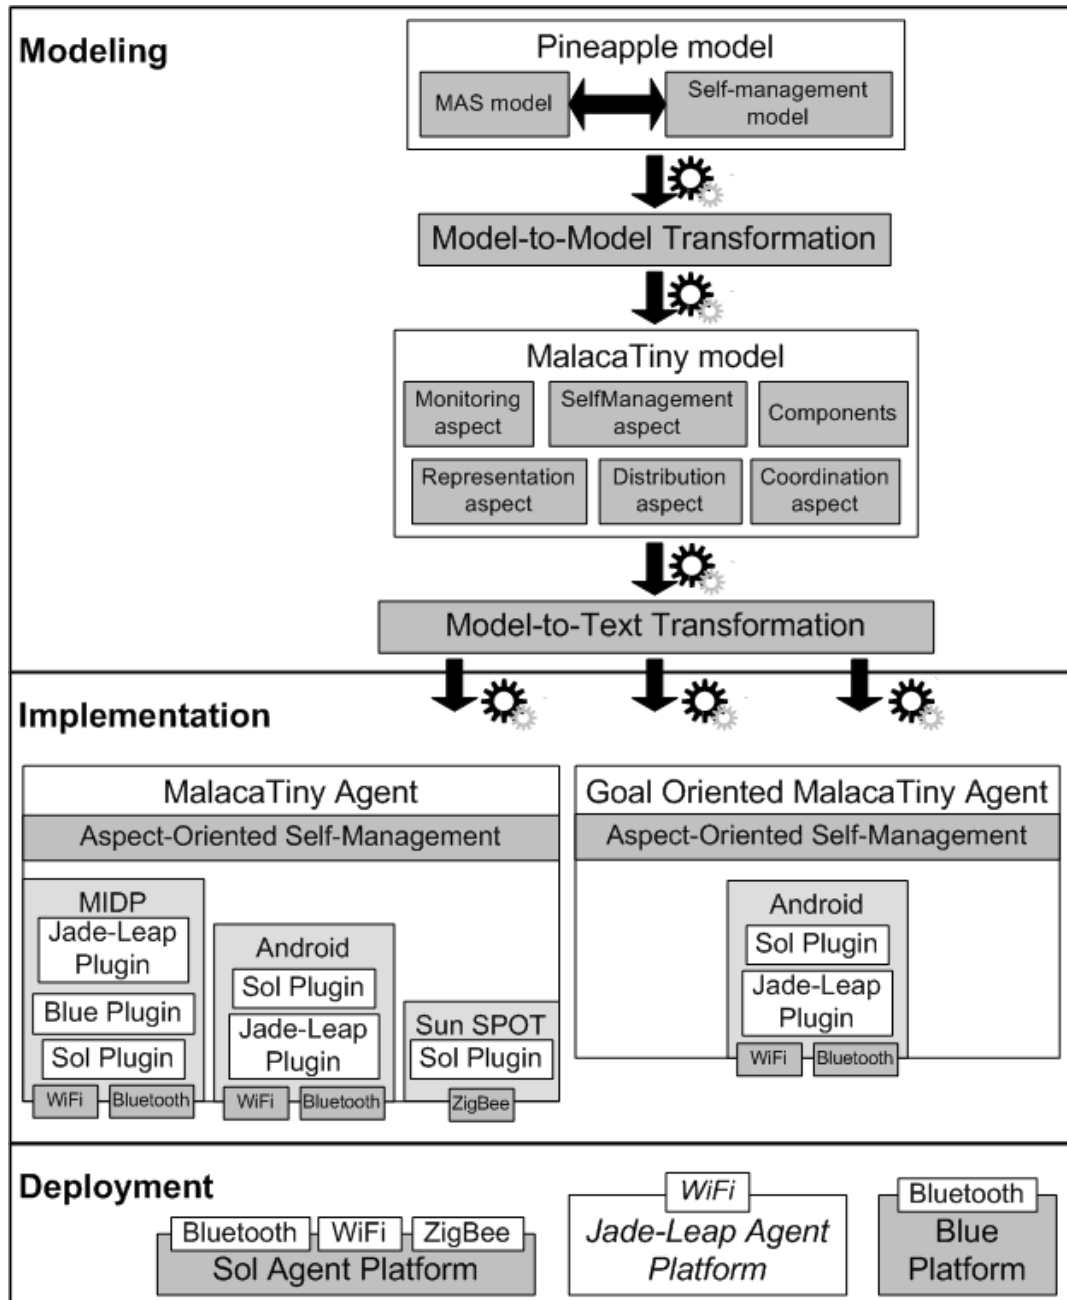 Modeling
Pineapple model
MAS model
Self-management
model
Model-to-Model Transformation
MalacaTiny model
Monitoring
aspect
SelfManagement
aspect
Components
Representation
aspect
Distribution
aspect
Coordination
aspect
Model-to-Text Transformation
Implementation
MalacaTiny Agent
Aspect-Oriented Self-Management
MIDP
Jade-Leap
Plugin
Blue Plugin
Sol Plugin
WiFi
Bluetooth
Android
Sol Plugin
Jade-Leap
Plugin
WiFi
Bluetooth
Sun SPOT
Sol Plugin
ZigBee
Goal Oriented MalacaTiny Agent
Aspect-Oriented Self-Management
Android
Sol Plugin
Jade-Leap
Plugin
WiFi
Bluetooth
Deployment
Bluetooth
WiFi
ZigBee
Sol Agent Platform
WiFi
Jade-Leap Agent
Platform
Bluetooth
Blue
Platform